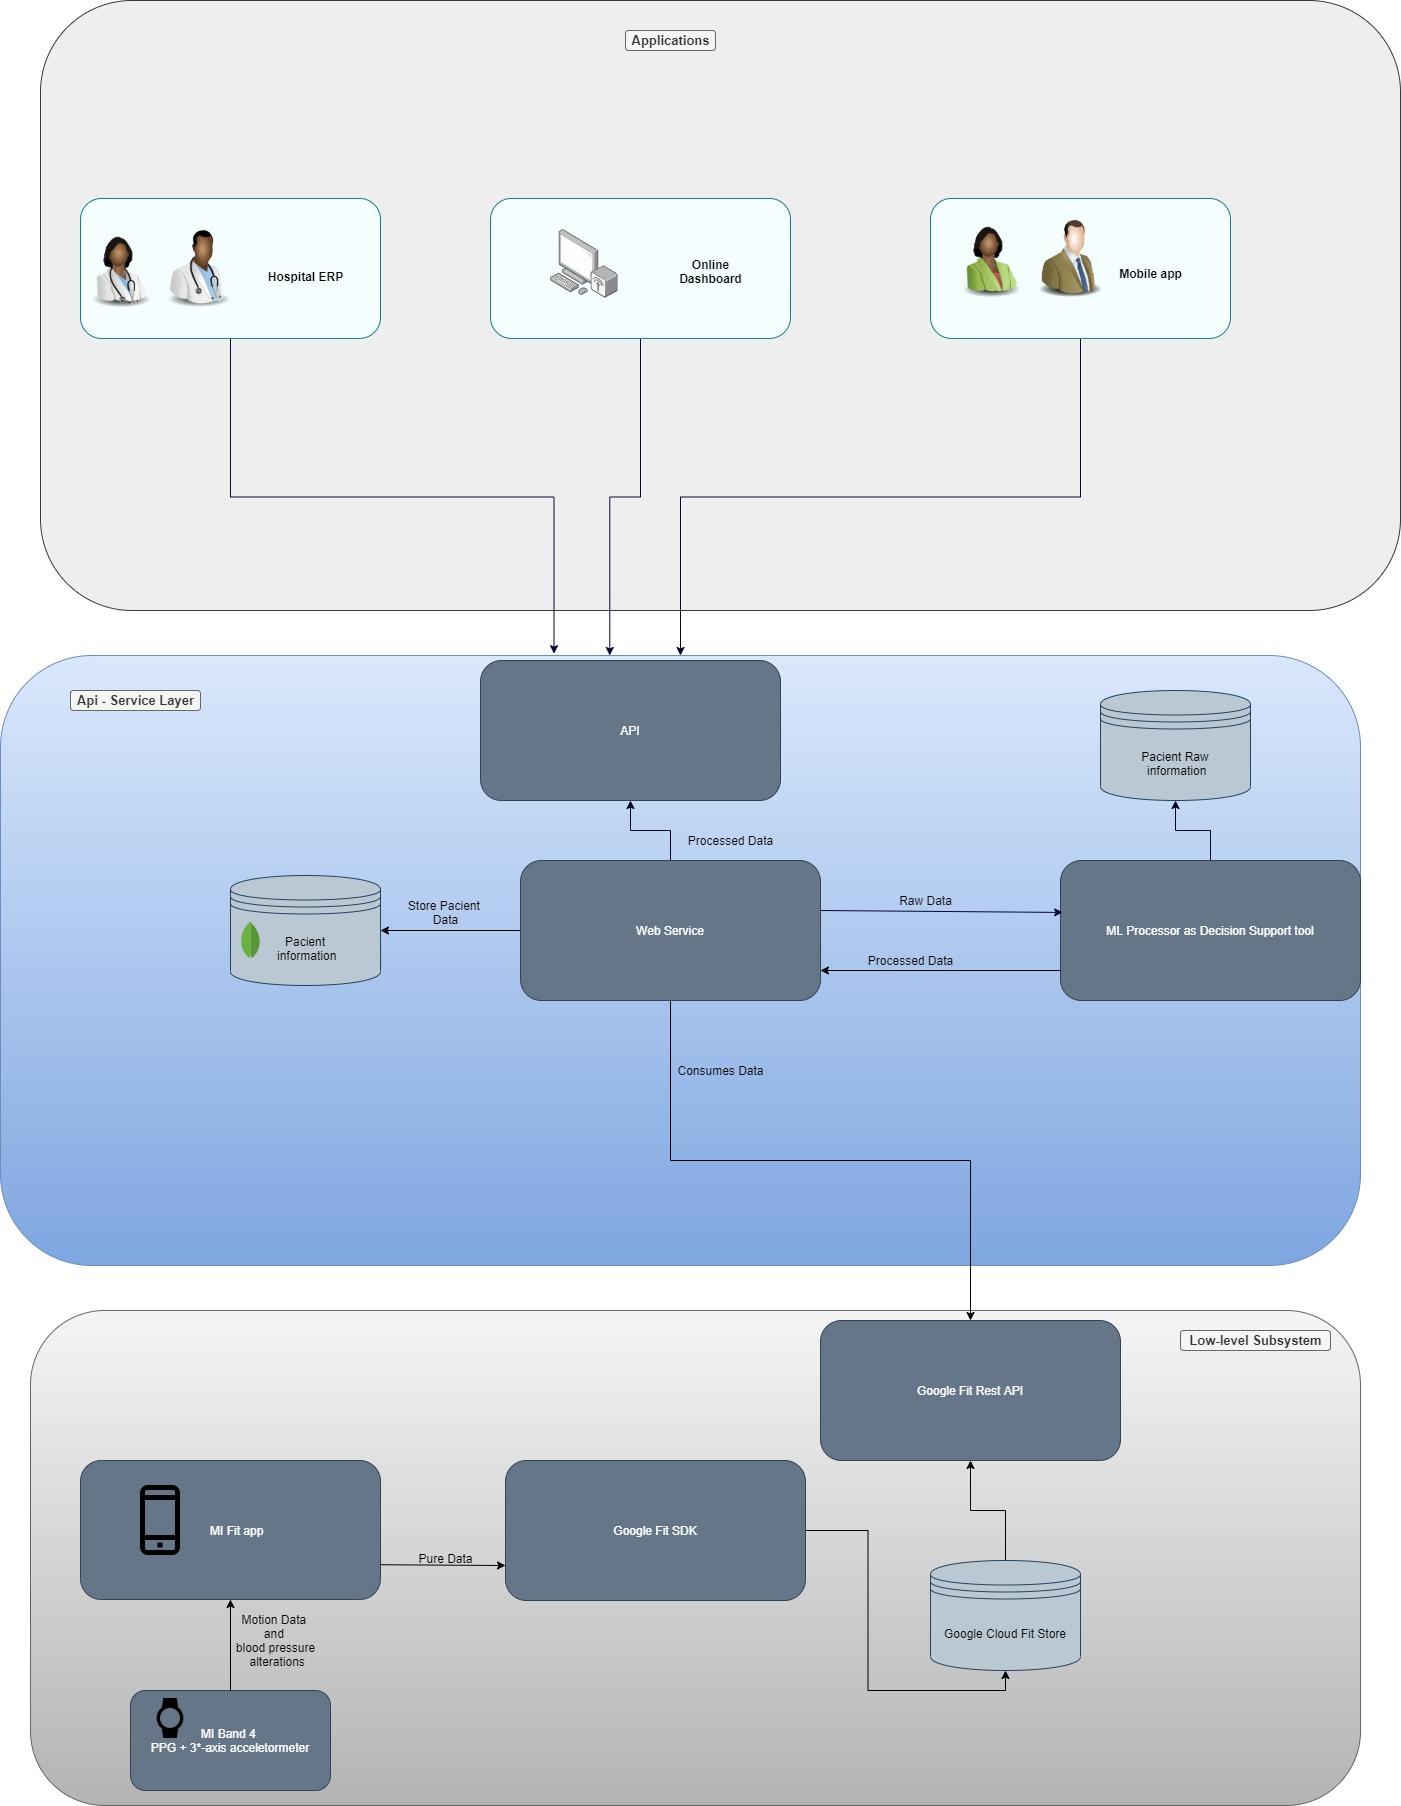 Applications
Hospital ERP
Online
Dashboard
Mobile app
Api - Service Layer
API
Pacient Raw
information
Processed Data
Store Pacient
Data
Pacient
information
Web Service
Raw Data
Processed Data
ML Processor as Decision Support tool
Consumes Data
Low-level Subsystem
Google Fit Rest API
MI Fit app
Pure Data
Google Fit SDK
Google Cloud Fit Store
Motion Data
and
blood pressure
alterations
MI Band 4
PPG + 3*-axis acceletormeter